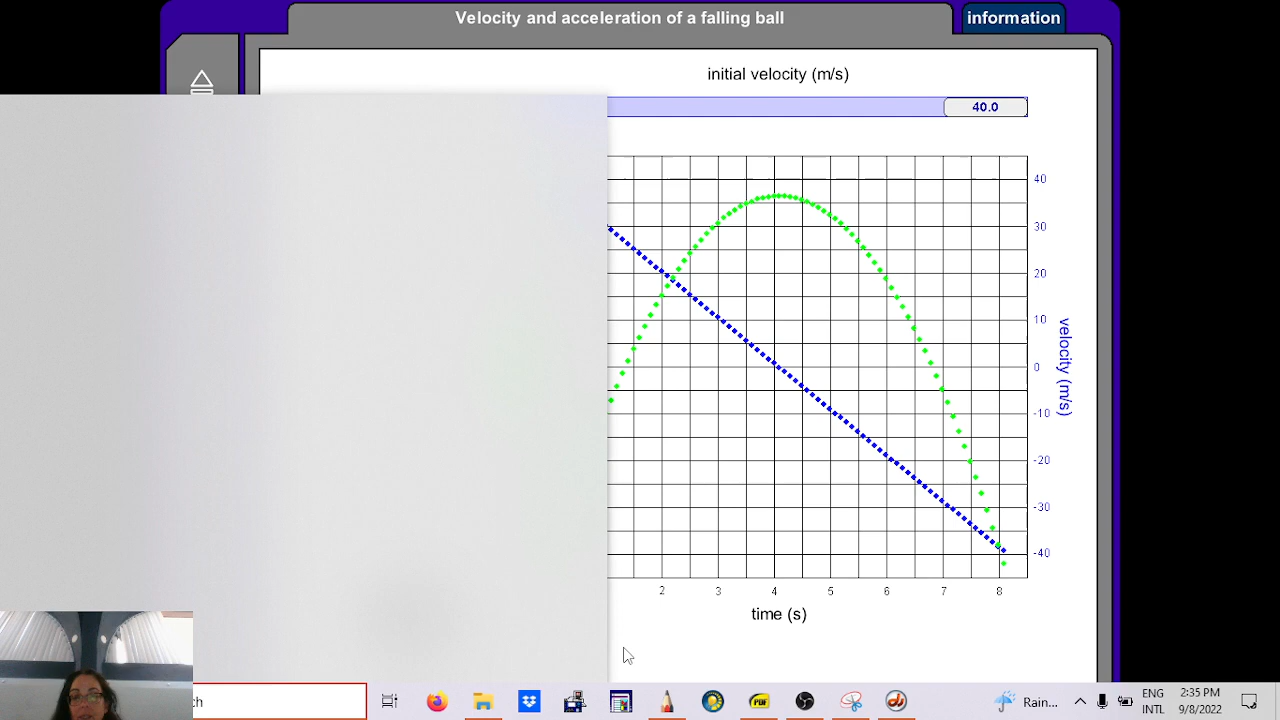 Velocity and acceleration of a falling ball
information
initial velocity (m/s)
40.0
40
30
20
10
0
-10
-20
-30
-40
velocity (m/s)
2 3 4 5 6 7 8
time (s)
ch
PDF
Rain...
ENG
INTL
2:35 PM
9/8/2022